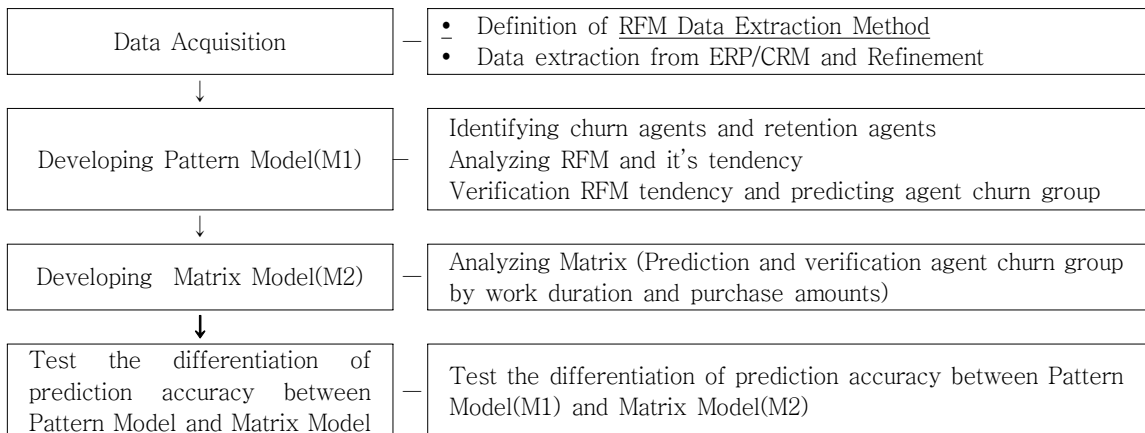 Data Acquisition
—
• Definition of RFM Data Extraction Method
• Data extraction from ERP/CRM and Refinement
↓
Developing Pattern Model(M1)
—
Identifying churn agents and retention agents
Analyzing RFM and it's tendency
Verification RFM tendency and predicting agent churn group
↓
Developing Matrix Model(M2)
—
Analyzing Matrix (Prediction and verification agent churn group
by work duration and purchase amounts)
↓
Test the differentiation of
prediction accuracy between
Pattern Model and Matrix Model
—
Test the differentiation of prediction accuracy between Pattern
Model(M1) and Matrix Model(M2)